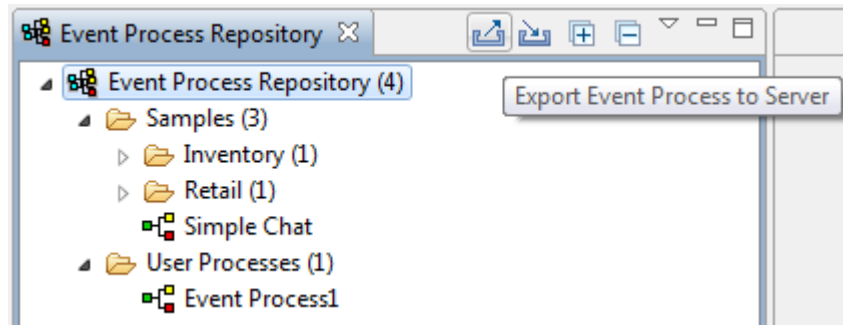 Event Process Repository
Event Process Repository (4)
Export Event Process to Server
Samples (3)
Inventory (1)
Retail (1)
Simple Chat
User Processes (1)
Event Process1